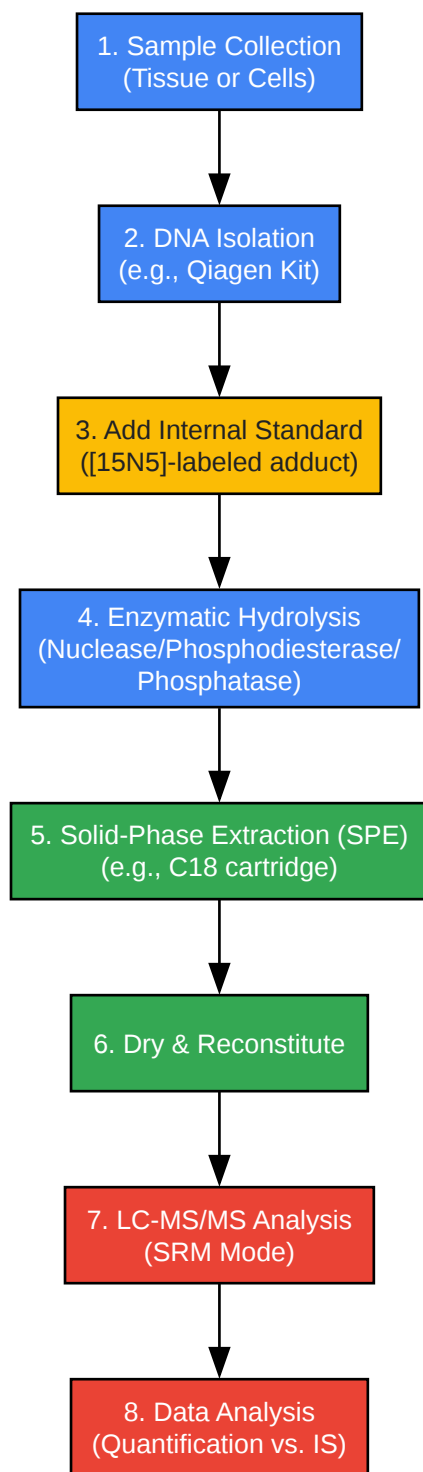 1. Sample Collection
(Tissue or Cells)
2. DNA Isolation
(e.g., Qiagen Kit)
3. Add Internal Standard
([15N5]-labeled adduct)
4. Enzymatic Hydrolysis
(Nuclease/Phosphodiesterase/
Phosphatase)
5. Solid-Phase Extraction (SPE)
(e.g., C18 cartridge)
6. Dry & Reconstitute
7. LC-MS/MS Analysis
(SRM Mode)
8. Data Analysis
(Quantification vs. IS)